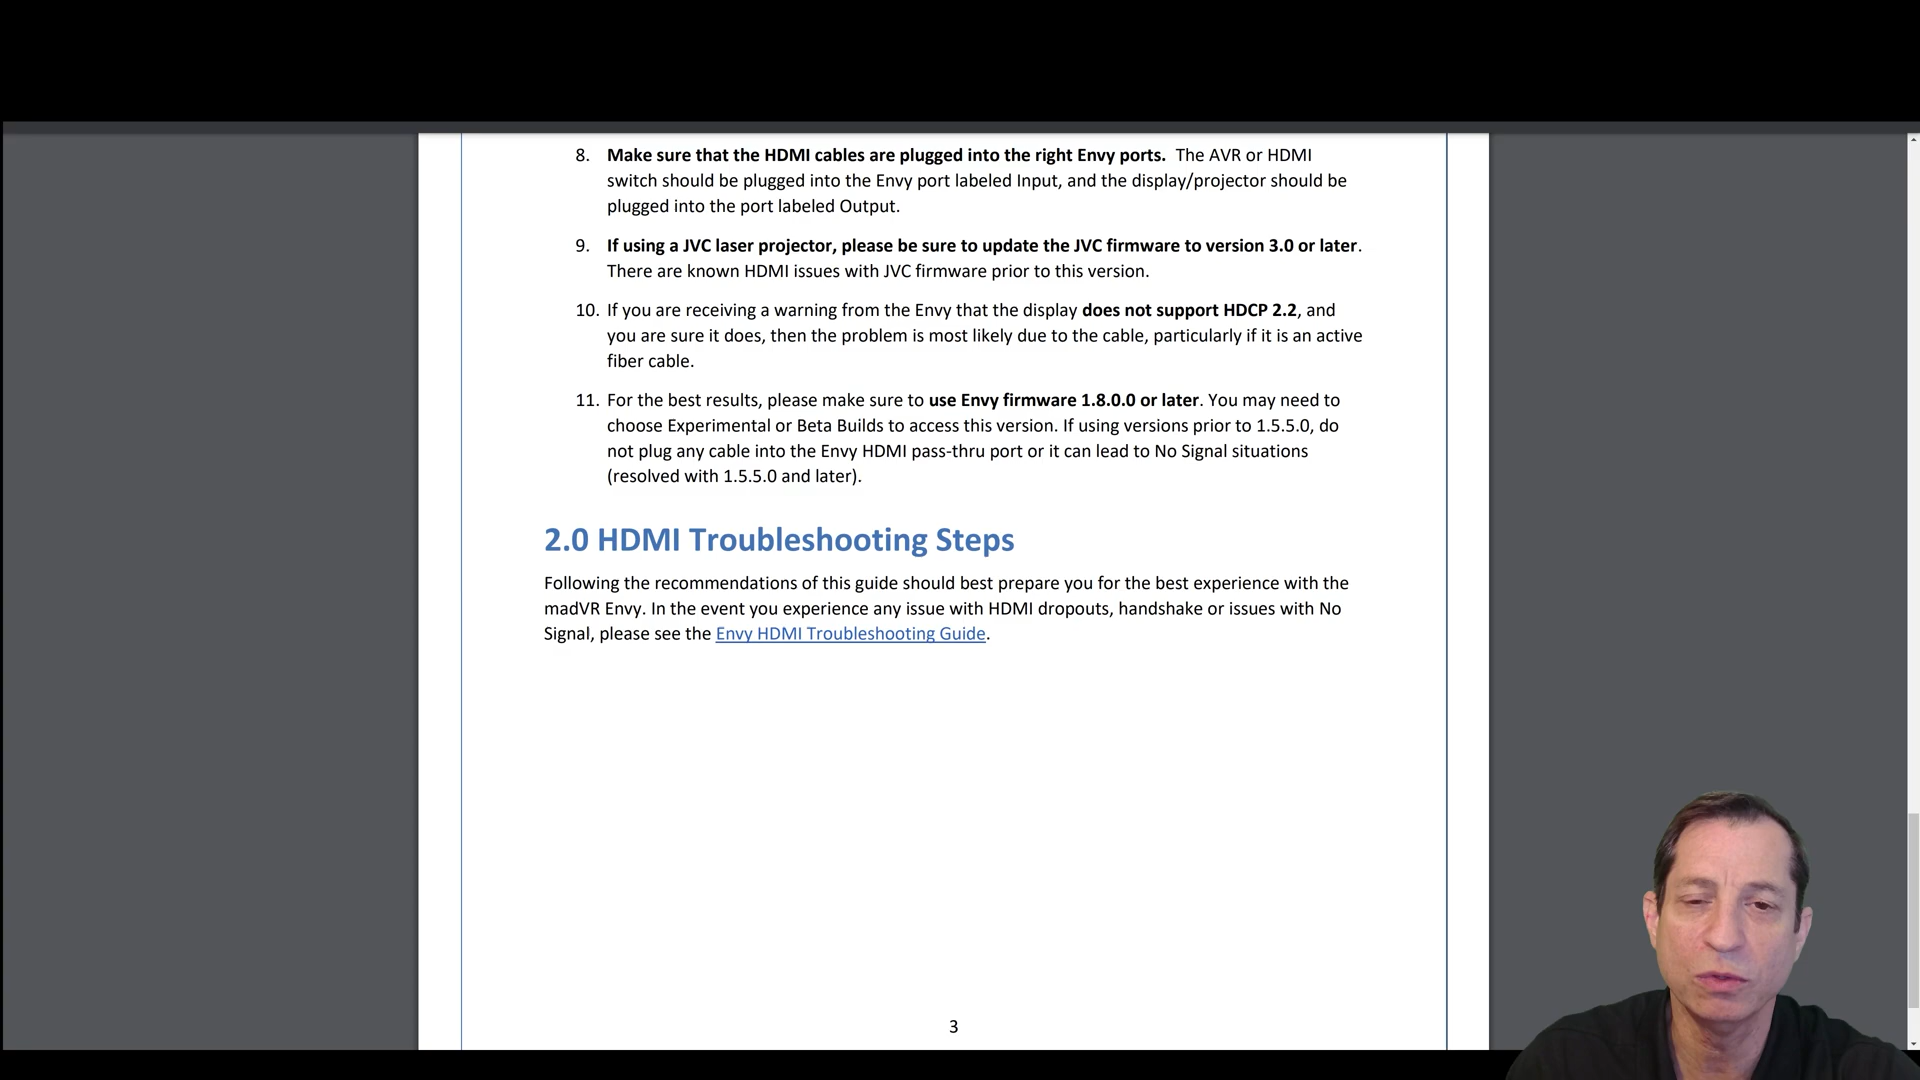 8. Make sure that the HDMI cables are plugged into the right Envy ports. The AVR or HDMI
switch should be plugged into the Envy port labeled Input, and the display/projector should be
plugged into the port labeled Output.
9. If using a JVC laser projector, please be sure to update the JVC firmware to version 3.0 or later.
There are known HDMI issues with JVC firmware prior to this version.
10. If you are receiving a warning from the Envy that the display does not support HDCP 2.2, and
you are sure it does, then the problem is most likely due to the cable, particularly if it is an active
fiber cable.
11. For the best results, please make sure to use Envy firmware 1.8.0.0 or later. You may need to
choose Experimental or Beta Builds to access this version. If using versions prior to 1.5.5.0, do
not plug any cable into the Envy HDMI pass-thru port or it can lead to No Signal situations
(resolved with 1.5.5.0 and later).
2.0 HDMI Troubleshooting Steps
Following the recommendations of this guide should best prepare you for the best experience with the
madVR Envy. In the event you experience any issue with HDMI dropouts, handshake or issues with No
Signal, please see the Envy HDMI Troubleshooting Guide.
3